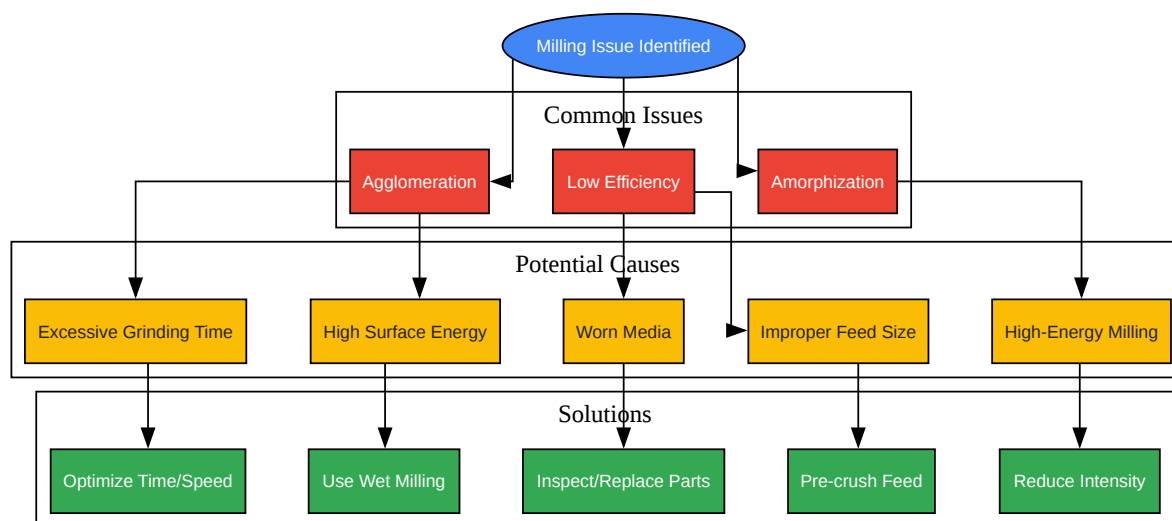 Milling Issue Identified
Common Issues
Agglomeration
Low Efficiency
Amorphization
Potential Causes
Excessive Grinding Time
High Surface Energy
Worn Media
Improper Feed Size
High-Energy Milling
Solutions
Optimize Time/Speed
Use Wet Milling
Inspect/Replace Parts
Pre-crush Feed
Reduce Intensity